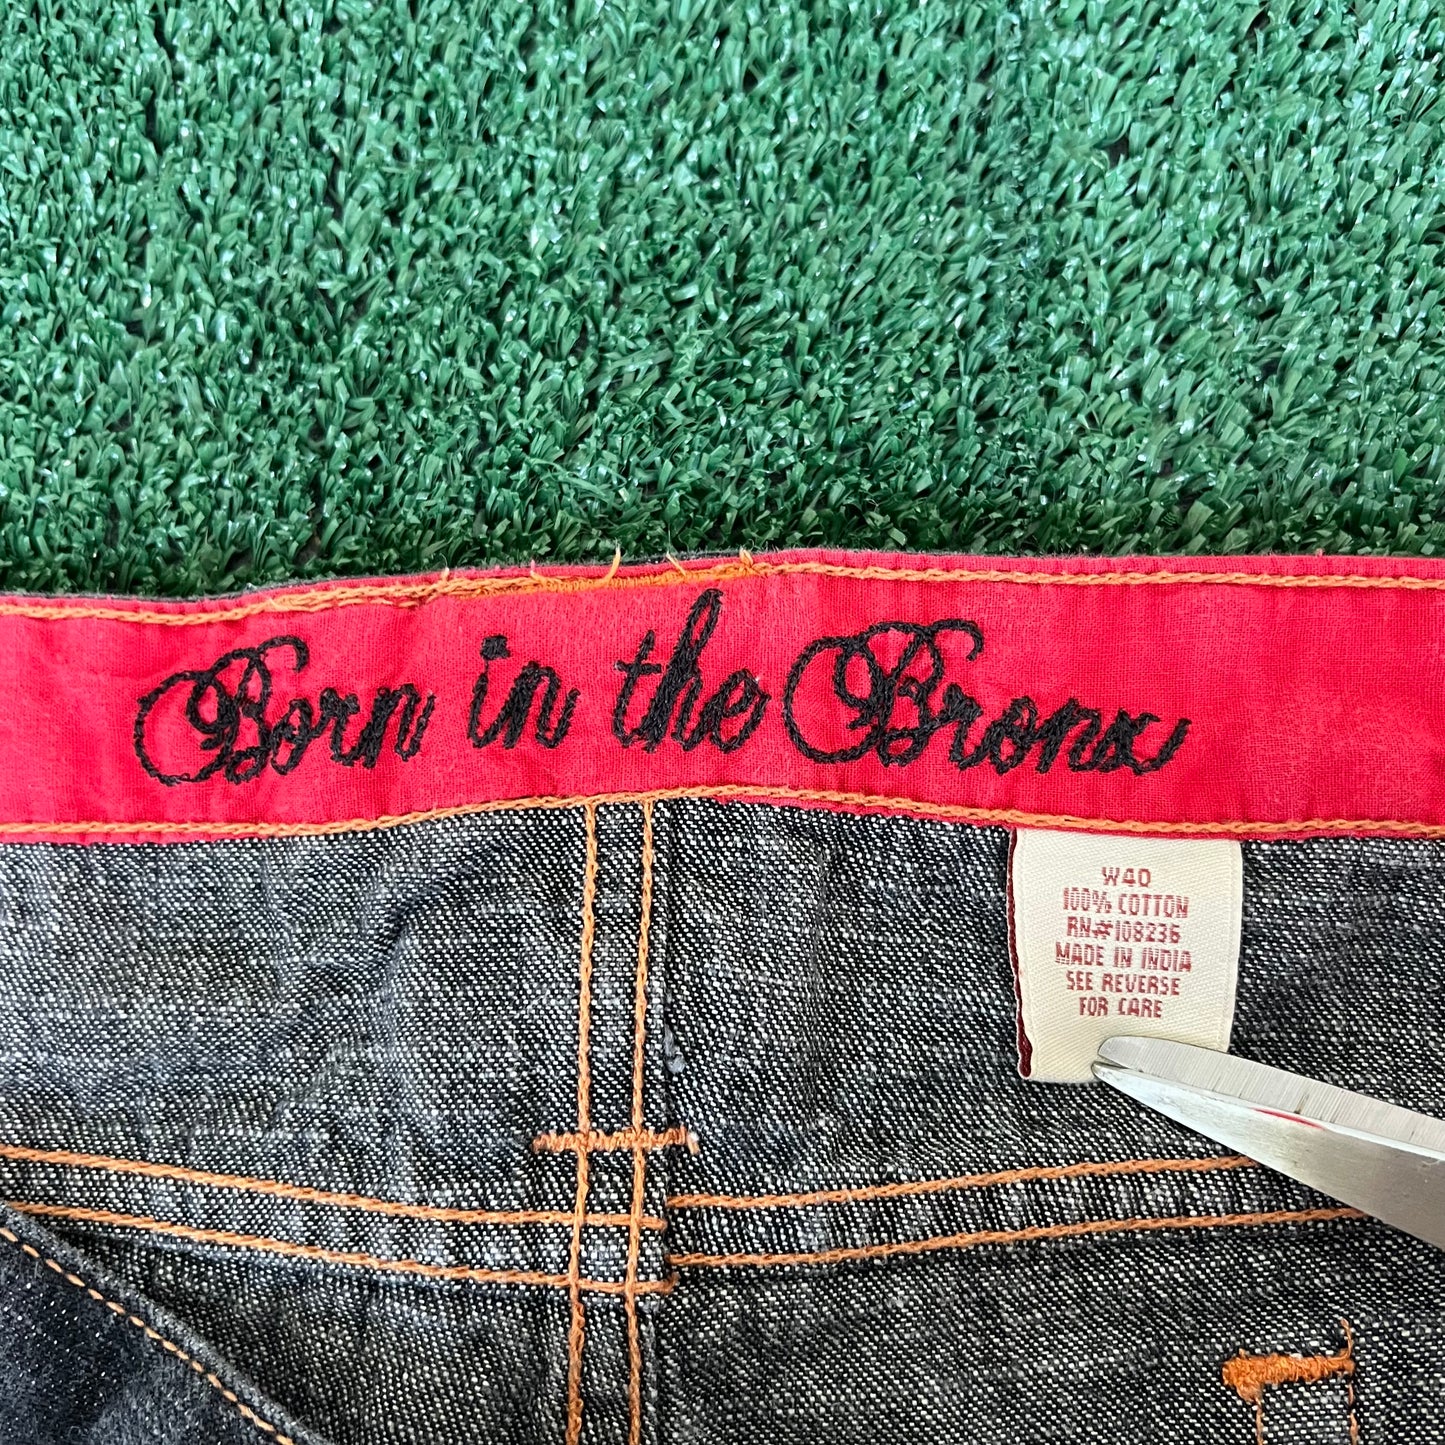 Born in the Bronx
W40
100% COTTON
RN#108236
MADE IN INDIA
SEE REVERSE
FOR CARE